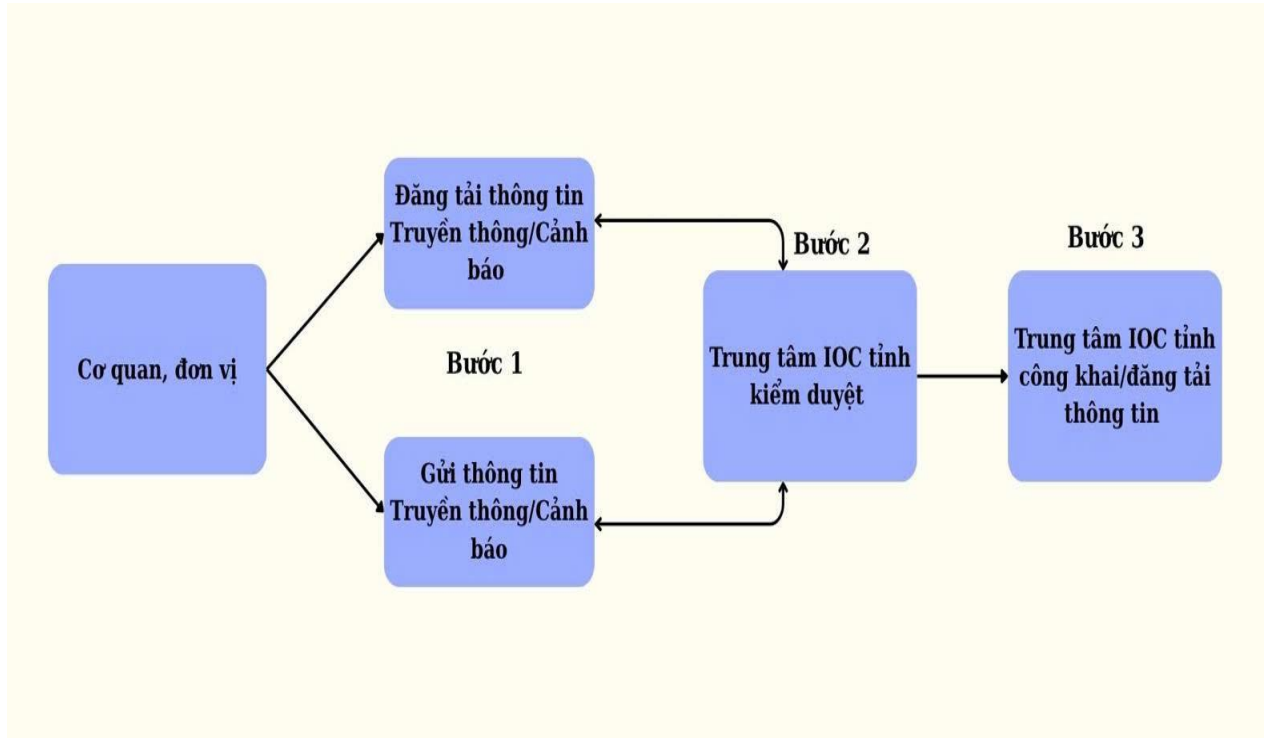 Cơ quan, đơn vị
Đăng tải thông tin
Truyền thông/Cảnh
báo
Bước 1
Gửi thông tin
Truyền thông/Cảnh
báo
Bước 2
Trung tâm IOC tỉnh
kiểm duyệt
Bước 3
Trung tâm IOC tỉnh
công khai/đăng tải
thông tin